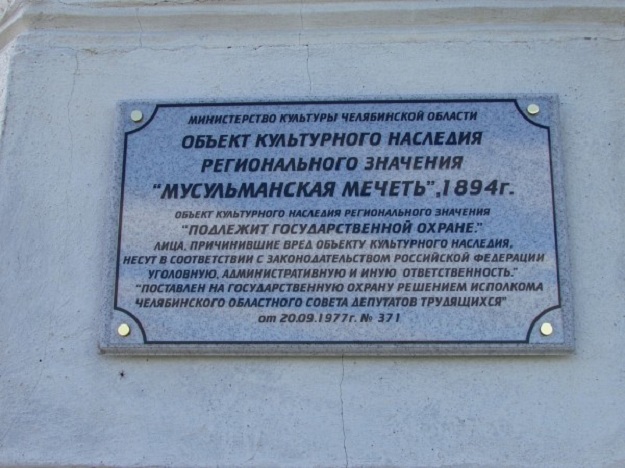 МИНИСТЕРСТВО КУЛЬТУРЫ ЧЕЛЯБИНСКОЙ ОБЛАСТИ
ОБЪЕКТ КУЛЬТУРНОГО НАСЛЕДИЯ
РЕГИОНАЛЬНОГО ЗНАЧЕНИЯ
"МУСУЛЬМАНСКАЯ МЕЧЕТЬ",1894г.
ОБЪЕКТ КУЛЬТУРНОГО НАСЛЕДИЯ РЕГИОНАЛЬНОГО ЗНАЧЕНИЯ
"ПОДЛЕЖИТ ГОСУДАРСТВЕННОЙ ОХРАНЕ."
ЛИЦА, ПРИЧИНИВШИЕ ВРЕД ОБЪЕКТУ КУЛЬТУРНОГО НАСЛЕДИЯ,
НЕСУТ В СООТВЕТСТВИИ С ЗАКОНОДАТЕЛЬСТВОМ РОССИЙСКОЙ ФЕДЕРАЦИИ
УГОЛОВНУЮ, АДМИНИСТРАТИВНУЮ И ИНУЮ ОТВЕТСТВЕННОСТЬ."
"ПОСТАВЛЕН НА ГОСУДАРСТВЕННУЮ ОХРАНУ РЕШЕНИЕМ ИСПОЛКОМА
ЧЕЛЯБИНСКОГО ОБЛАСТНОГО СОВЕТА ДЕПУТАТОВ ТРУДЯЩИХСЯ"
от 20.09.1977г. № 371